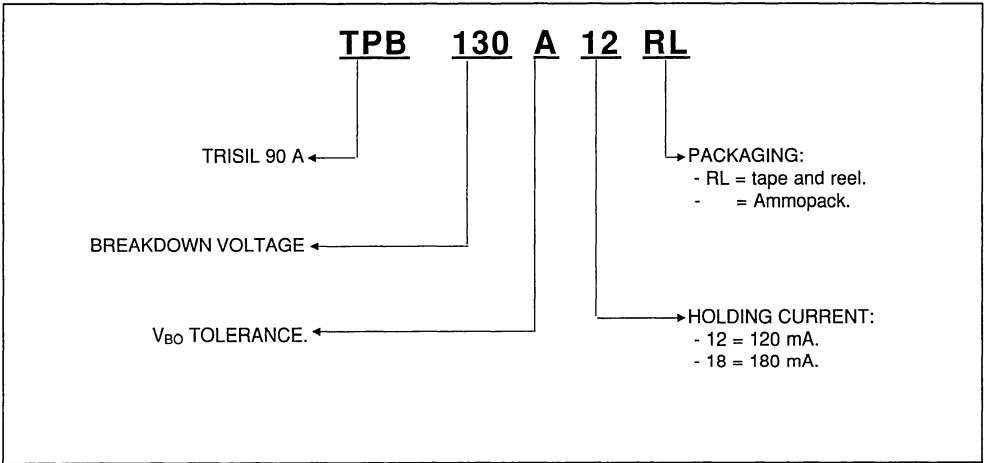 TPB 130 A 12 RL
TRISIL 90 A
PACKAGING:
- RL = tape and reel.
- = Ammopack.
BREAKDOWN VOLTAGE
V_BO TOLERANCE.
HOLDING CURRENT:
- 12 = 120 mA.
- 18 = 180 mA.